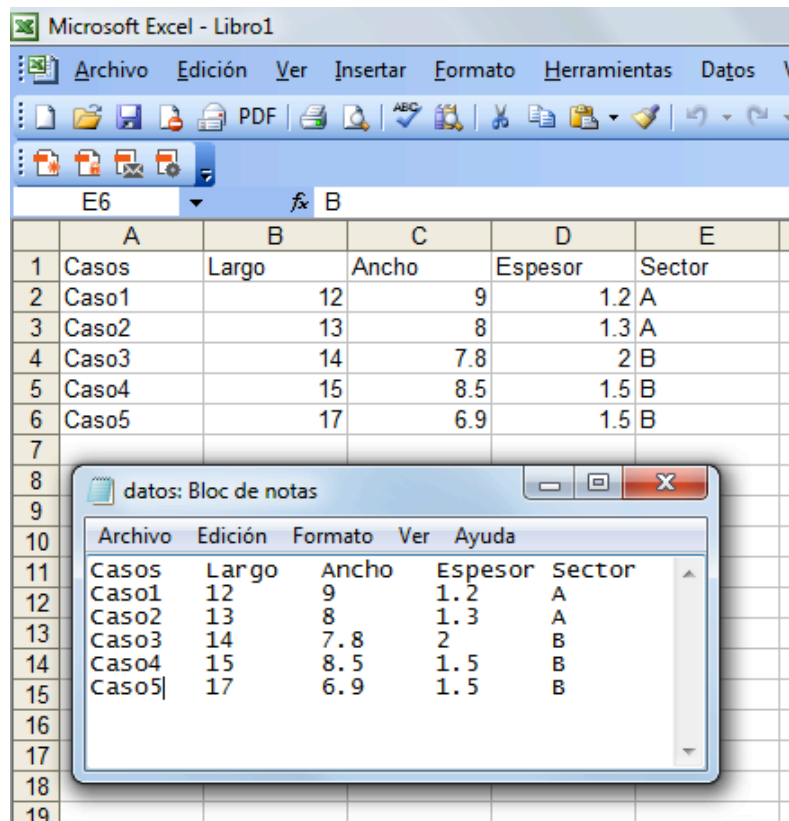 Microsoft Excel - Libro1
Archivo Edición Ver Insertar Formato Herramientas Datos
PDF ABC
E6 fx B
A B C D E
1 Casos Largo Ancho Espesor Sector
2 Caso1 12 9 1.2 A
3 Caso2 13 8 1.3 A
4 Caso3 14 7.8 2 B
5 Caso4 15 8.5 1.5 B
6 Caso5 17 6.9 1.5 B
7
8
9
10
11
12
13
14
15
16
17
18
19
datos: Bloc de notas
Archivo Edición Formato Ver Ayuda
Casos Largo Ancho Espesor Sector
Caso1 12 9 1.2 A
Caso2 13 8 1.3 A
Caso3 14 7.8 2 B
Caso4 15 8.5 1.5 B
Caso5 17 6.9 1.5 B